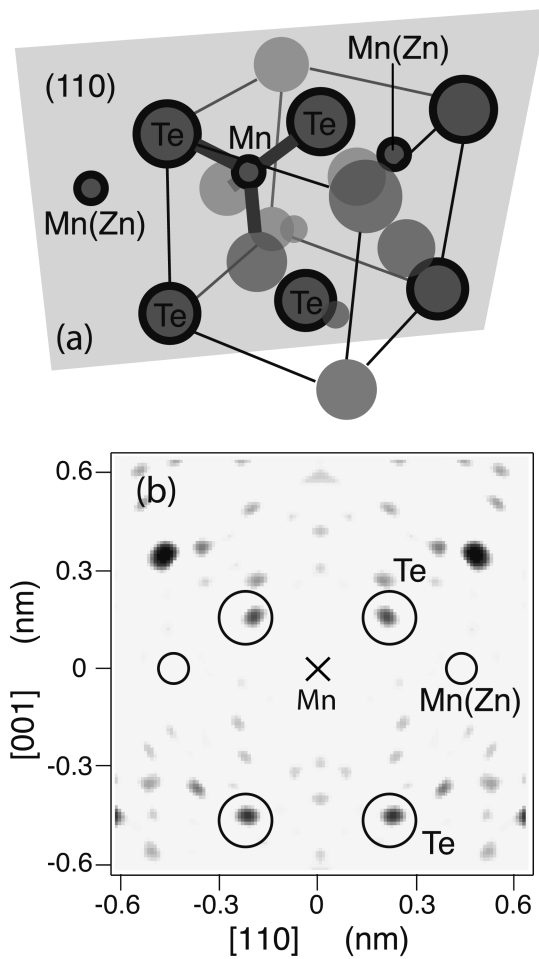 (110)
Mn(Zn)
Te
Mn
Te
Mn(Zn)
Te
Te
(a)
(b)
0.6
0.3
0
-0.3
-0.6
[001] (nm)
Te
Mn
Mn(Zn)
Te
-0.6
-0.3
0
0.3
0.6
[110] (nm)